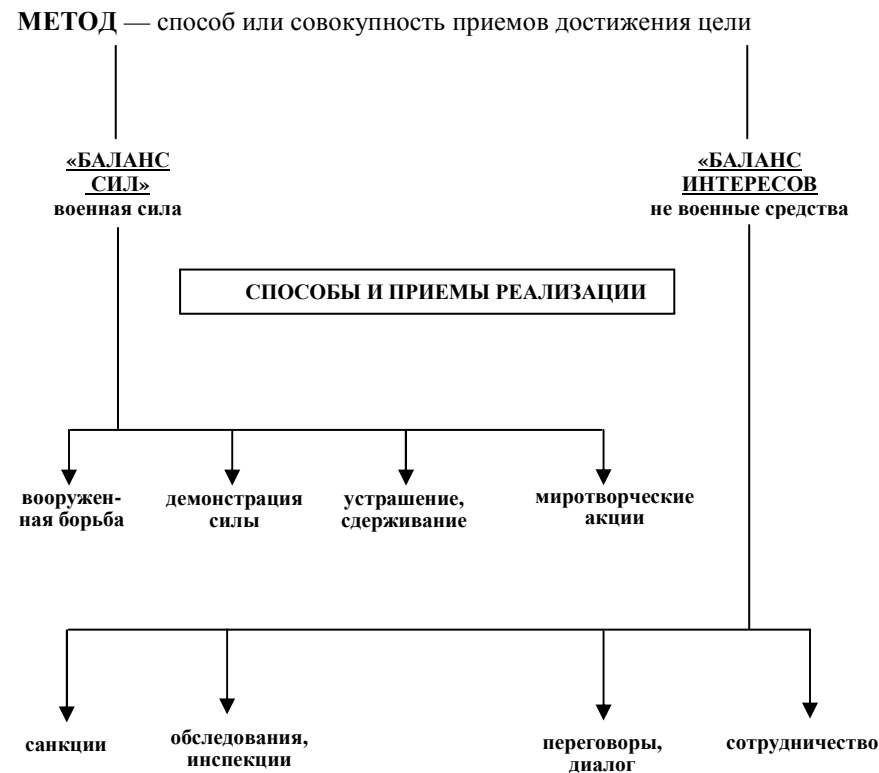 МЕТОД — способ или совокупность приемов достижения цели
«БАЛАНС
СИЛ»
военная сила
«БАЛАНС
ИНТЕРЕСОВ
не военные средства
СПОСОБЫ И ПРИЕМЫ РЕАЛИЗАЦИИ
вооружен-
ная борьба
демонстрация
силы
устрашение,
сдерживание
миротворческие
акции
санкции
обследования,
инспекции
переговоры,
диалог
сотрудничество